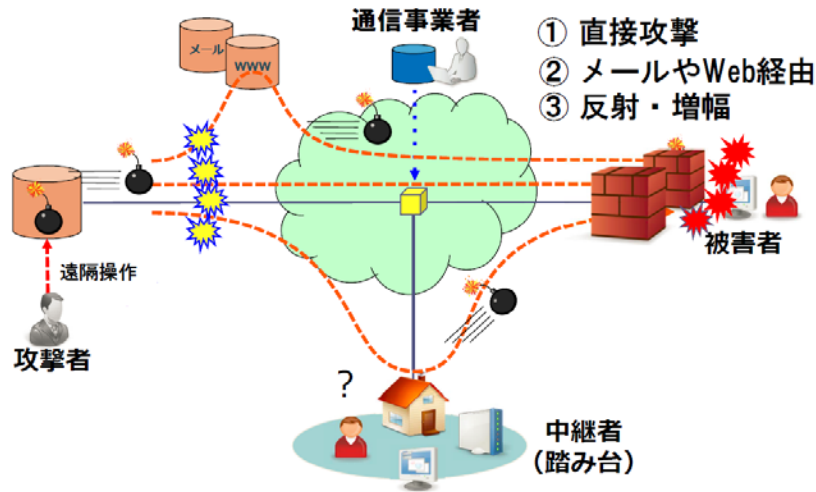 通信事業者
① 直接攻撃
② メールやWeb経由
③ 反射・増幅
メール
WWW
被害者
遠隔操作
攻撃者
?
中継者
(踏み台)